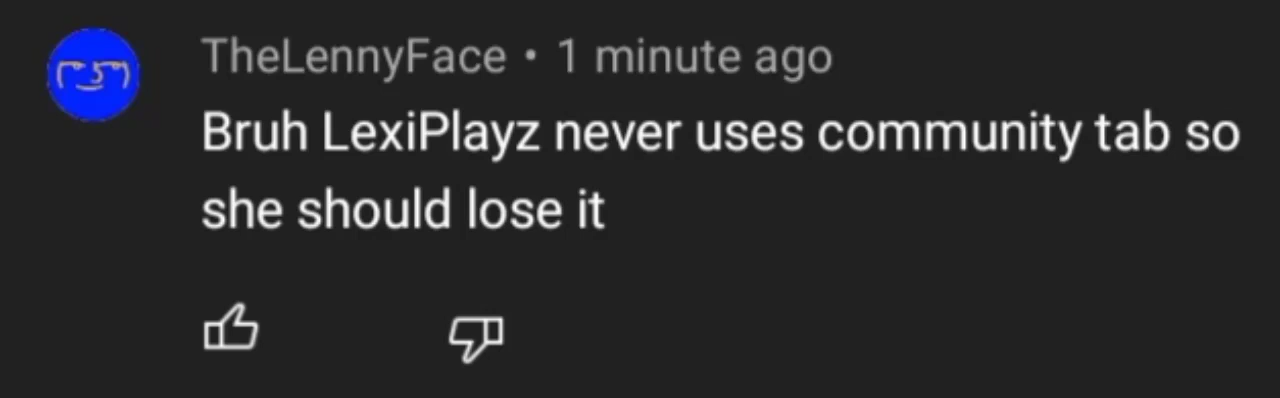 TheLennyFace • 1 minute ago
Bruh LexiPlayz never uses community tab so
she should lose it